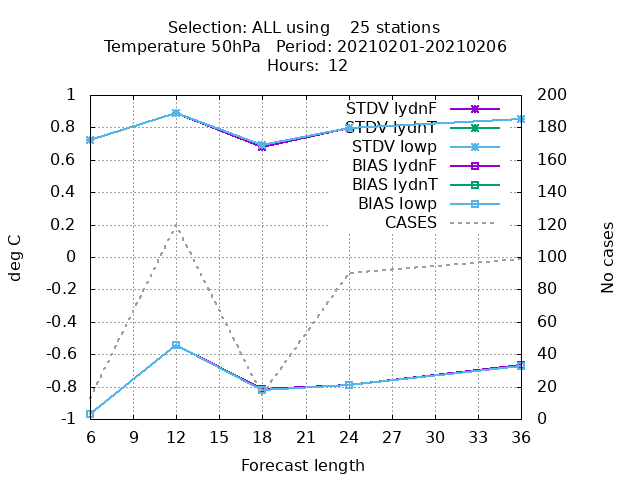 Selection: ALL using 25 stations
Temperature 50hPa Period: 20210201-20210206
Hours: 12
1
0.8
0.6
0.4
0.2
0
-0.2
-0.4
-0.6
-0.8
-1
deg C
STDV lydnF
STDV lydnT
STDV lowp
BIAS lydnF
BIAS lydnT
BIAS lowp
CASES
200
180
160
140
120
100
80
60
40
20
0
No cases
6 9 12 15 18 21 24 27 30 33 36
Forecast length